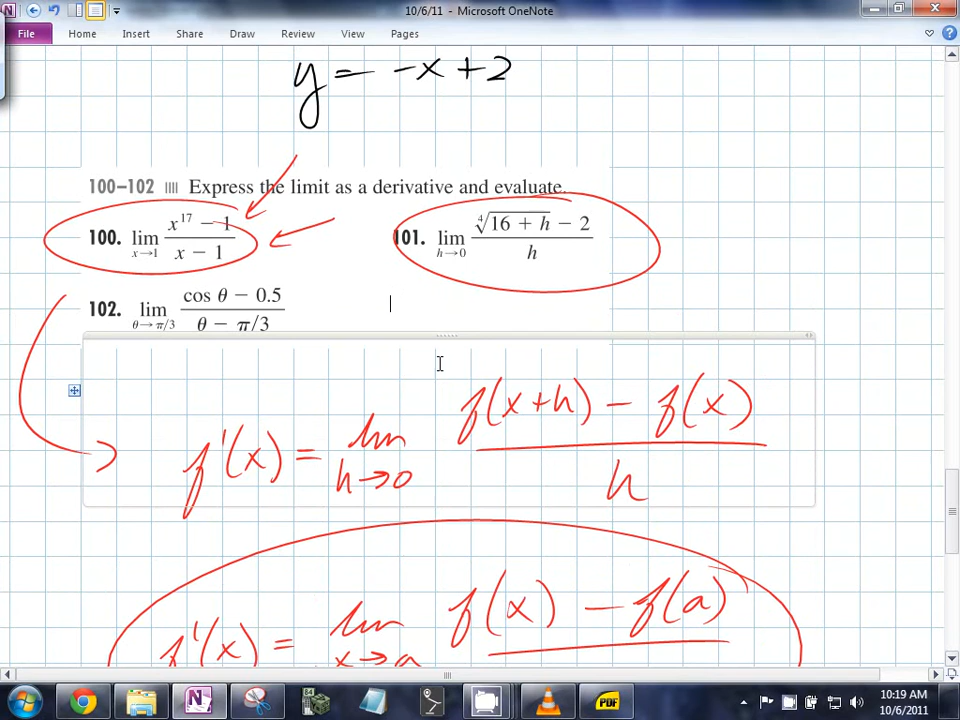 10/6/11 - Microsoft OneNote
File Home Insert Share Draw Review View Pages
y = -x + 2
100–102 Express the limit as a derivative and evaluate.
100. lim x→1 (x^17 − 1)/(x − 1)
101. lim h→0 (∜(16 + h) − 2)/h
102. lim θ→π/3 (cos θ − 0.5)/(θ − π/3)
f'(x) = lim h→0 (f(x+h) − f(x))/h
f'(x) = lim x→a f(x) − f(a)
PDF
10:19 AM
10/6/2011